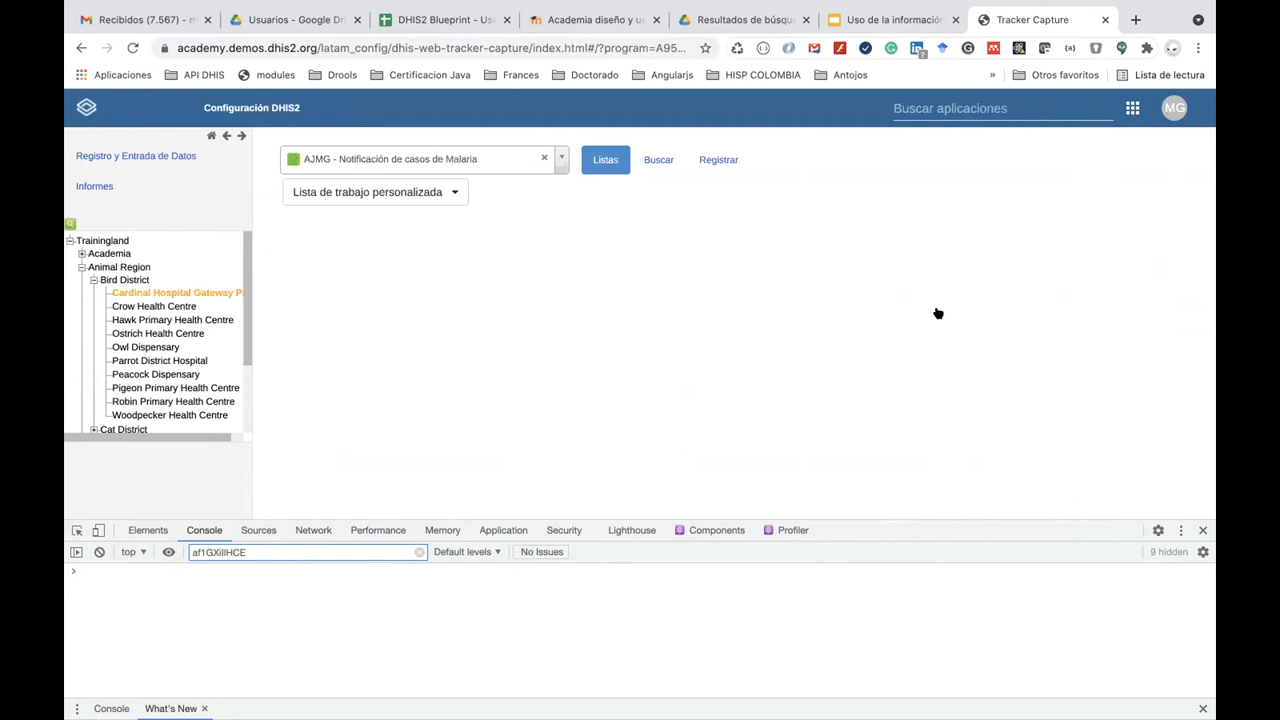 Recibidos (7.567) - m
Usuarios - Google Dri
DHIS2 Blueprint - Use
Academia diseño y us
Resultados de búsqu
Uso de la información
Tracker Capture
academy.demos.dhis2.org/latam_config/dhis-web-tracker-capture/index.html#/?program=A95...
Aplicaciones
API DHIS
modules
Drools
Certificacion Java
Frances
Doctorado
Angularjs
HISP COLOMBIA
Antojos
»
Otros favoritos
Lista de lectura
Configuración DHIS2
Buscar aplicaciones
MG
Registro y Entrada de Datos
Informes
AJMG - Notificación de casos de Malaria
Listas
Buscar
Registrar
Lista de trabajo personalizada
Trainingland
Academia
Animal Region
Bird District
Cardinal Hospital Gateway P
Crow Health Centre
Hawk Primary Health Centre
Ostrich Health Centre
Owl Dispensary
Parrot District Hospital
Peacock Dispensary
Pigeon Primary Health Centre
Robin Primary Health Centre
Woodpecker Health Centre
Cat District
Elements
Console
Sources
Network
Performance
Memory
Application
Security
Lighthouse
Components
Profiler
top
Default levels
No Issues
9 hidden
Console
What's New